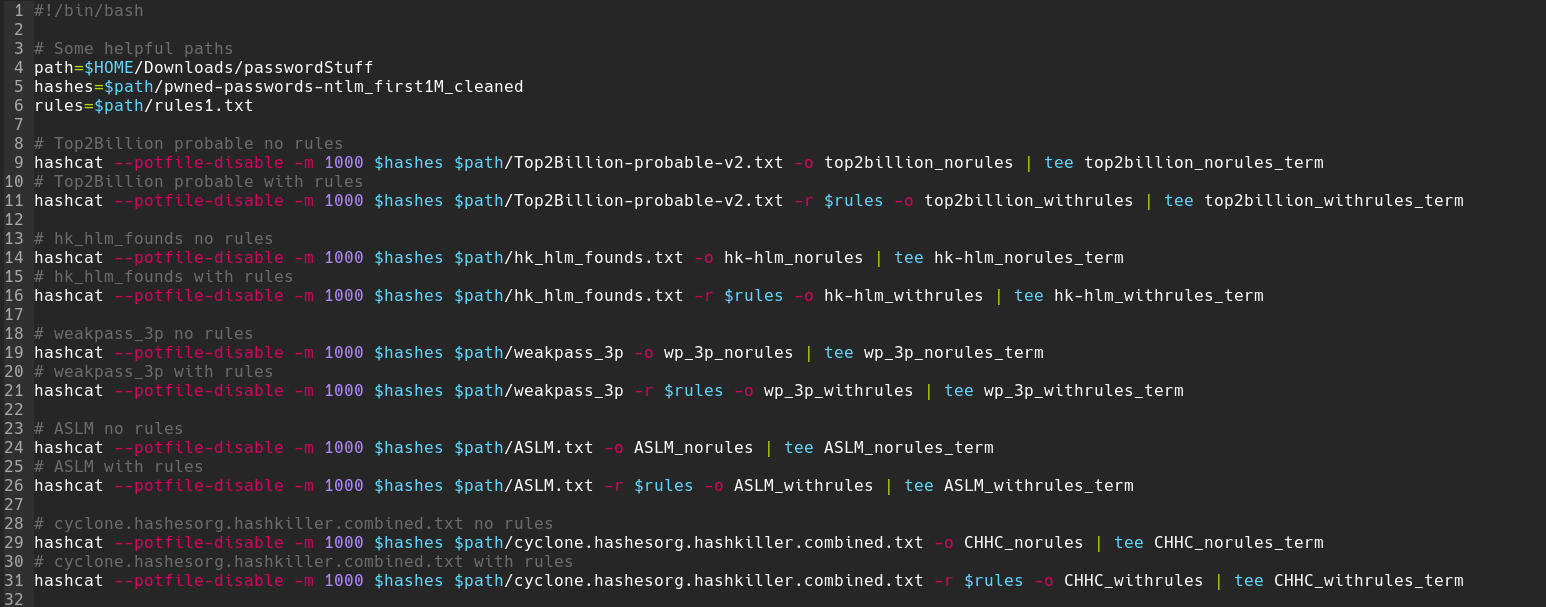 1 #!/bin/bash
2
3 # Some helpful paths
4 path=$HOME/Downloads/passwordStuff
5 hashes=$path/pwned-passwords-ntlm_first1M_cleaned
6 rules=$path/rules1.txt
7
8 # Top2Billion probable no rules
9 hashcat --potfile-disable -m 1000 $hashes $path/Top2Billion-probable-v2.txt -o top2billion_norules | tee top2billion_norules_term
10 # Top2Billion probable with rules
11 hashcat --potfile-disable -m 1000 $hashes $path/Top2Billion-probable-v2.txt -r $rules -o top2billion_withrules | tee top2billion_withrules_term
12
13 # hk_hlm_founds no rules
14 hashcat --potfile-disable -m 1000 $hashes $path/hk_hlm_founds.txt -o hk-hlm_norules | tee hk-hlm_norules_term
15 # hk_hlm_founds with rules
16 hashcat --potfile-disable -m 1000 $hashes $path/hk_hlm_founds.txt -r $rules -o hk-hlm_withrules | tee hk-hlm_withrules_term
17
18 # weakpass_3p no rules
19 hashcat --potfile-disable -m 1000 $hashes $path/weakpass_3p -o wp_3p_norules | tee wp_3p_norules_term
20 # weakpass_3p with rules
21 hashcat --potfile-disable -m 1000 $hashes $path/weakpass_3p -r $rules -o wp_3p_withrules | tee wp_3p_withrules_term
22
23 # ASLM no rules
24 hashcat --potfile-disable -m 1000 $hashes $path/ASLM.txt -o ASLM_norules | tee ASLM_norules_term
25 # ASLM with rules
26 hashcat --potfile-disable -m 1000 $hashes $path/ASLM.txt -r $rules -o ASLM_withrules | tee ASLM_withrules_term
27
28 # cyclone.hashesorg.hashkiller.combined.txt no rules
29 hashcat --potfile-disable -m 1000 $hashes $path/cyclone.hashesorg.hashkiller.combined.txt -o CHHC_norules | tee CHHC_norules_term
30 # cyclone.hashesorg.hashkiller.combined.txt with rules
31 hashcat --potfile-disable -m 1000 $hashes $path/cyclone.hashesorg.hashkiller.combined.txt -r $rules -o CHHC_withrules | tee CHHC_withrules_term
32